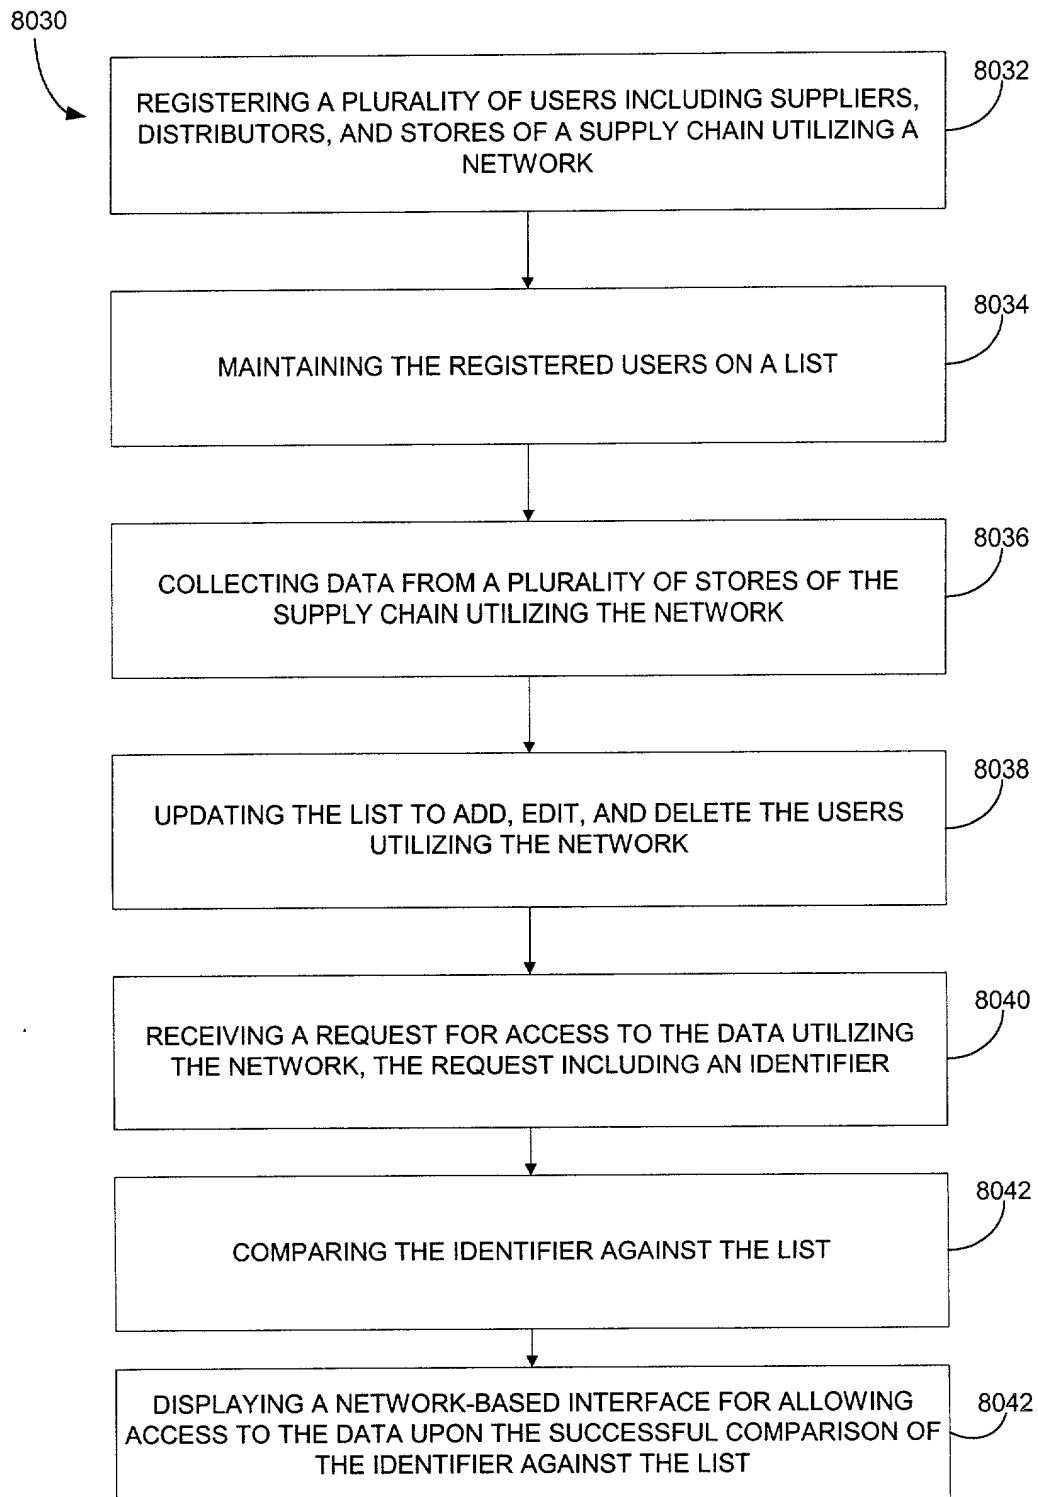 8030
8032
REGISTERING A PLURALITY OF USERS INCLUDING SUPPLIERS,
DISTRIBUTORS, AND STORES OF A SUPPLY CHAIN UTILIZING A
NETWORK
8034
MAINTAINING THE REGISTERED USERS ON A LIST
8036
COLLECTING DATA FROM A PLURALITY OF STORES OF THE
SUPPLY CHAIN UTILIZING THE NETWORK
8038
UPDATING THE LIST TO ADD, EDIT, AND DELETE THE USERS
UTILIZING THE NETWORK
8040
RECEIVING A REQUEST FOR ACCESS TO THE DATA UTILIZING
THE NETWORK, THE REQUEST INCLUDING AN IDENTIFIER
8042
COMPARING THE IDENTIFIER AGAINST THE LIST
8042
DISPLAYING A NETWORK-BASED INTERFACE FOR ALLOWING
ACCESS TO THE DATA UPON THE SUCCESSFUL COMPARISON OF
THE IDENTIFIER AGAINST THE LIST